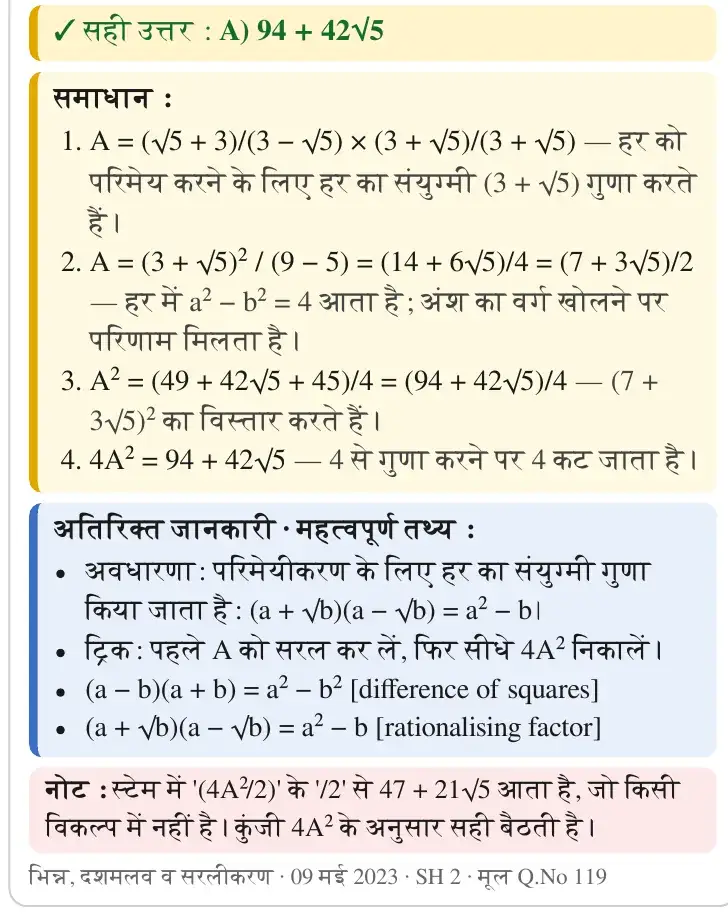 ✓ सही उत्तर : A) 94 + 42√5
समाधान :
1. A = (√5 + 3)/(3 − √5) × (3 + √5)/(3 + √5) — हर को
परिमेय करने के लिए हर का संयुग्मी (3 + √5) गुणा करते
हैं।
2. A = (3 + √5)² / (9 − 5) = (14 + 6√5)/4 = (7 + 3√5)/2
— हर में a² − b² = 4 आता है; अंश का वर्ग खोलने पर
परिणाम मिलता है।
3. A² = (49 + 42√5 + 45)/4 = (94 + 42√5)/4 — (7 +
3√5)² का विस्तार करते हैं।
4. 4A² = 94 + 42√5 — 4 से गुणा करने पर 4 कट जाता है।
अतिरिक्त जानकारी · महत्वपूर्ण तथ्य :
• अवधारणा: परिमेयीकरण के लिए हर का संयुग्मी गुणा
किया जाता है: (a + √b)(a − √b) = a² − b।
• ट्रिक: पहले A को सरल कर लें, फिर सीधे 4A² निकालें।
• (a − b)(a + b) = a² − b² [difference of squares]
• (a + √b)(a − √b) = a² − b [rationalising factor]
नोट : स्टेम में '(4A²/2)' के '/2' से 47 + 21√5 आता है, जो किसी
विकल्प में नहीं है। कुंजी 4A² के अनुसार सही बैठती है।
भिन्न, दशमलव व सरलीकरण · 09 मई 2023 · SH 2 · मूल Q.No 119